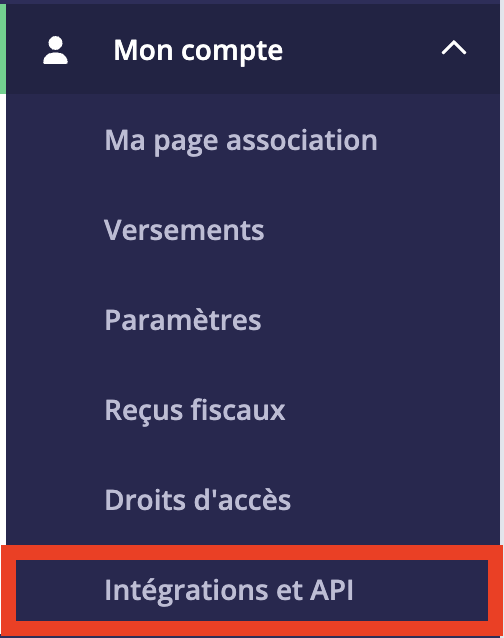 Mon compte
Ma page association
Versements
Paramètres
Reçus fiscaux
Droits d'accès
Intégrations et API